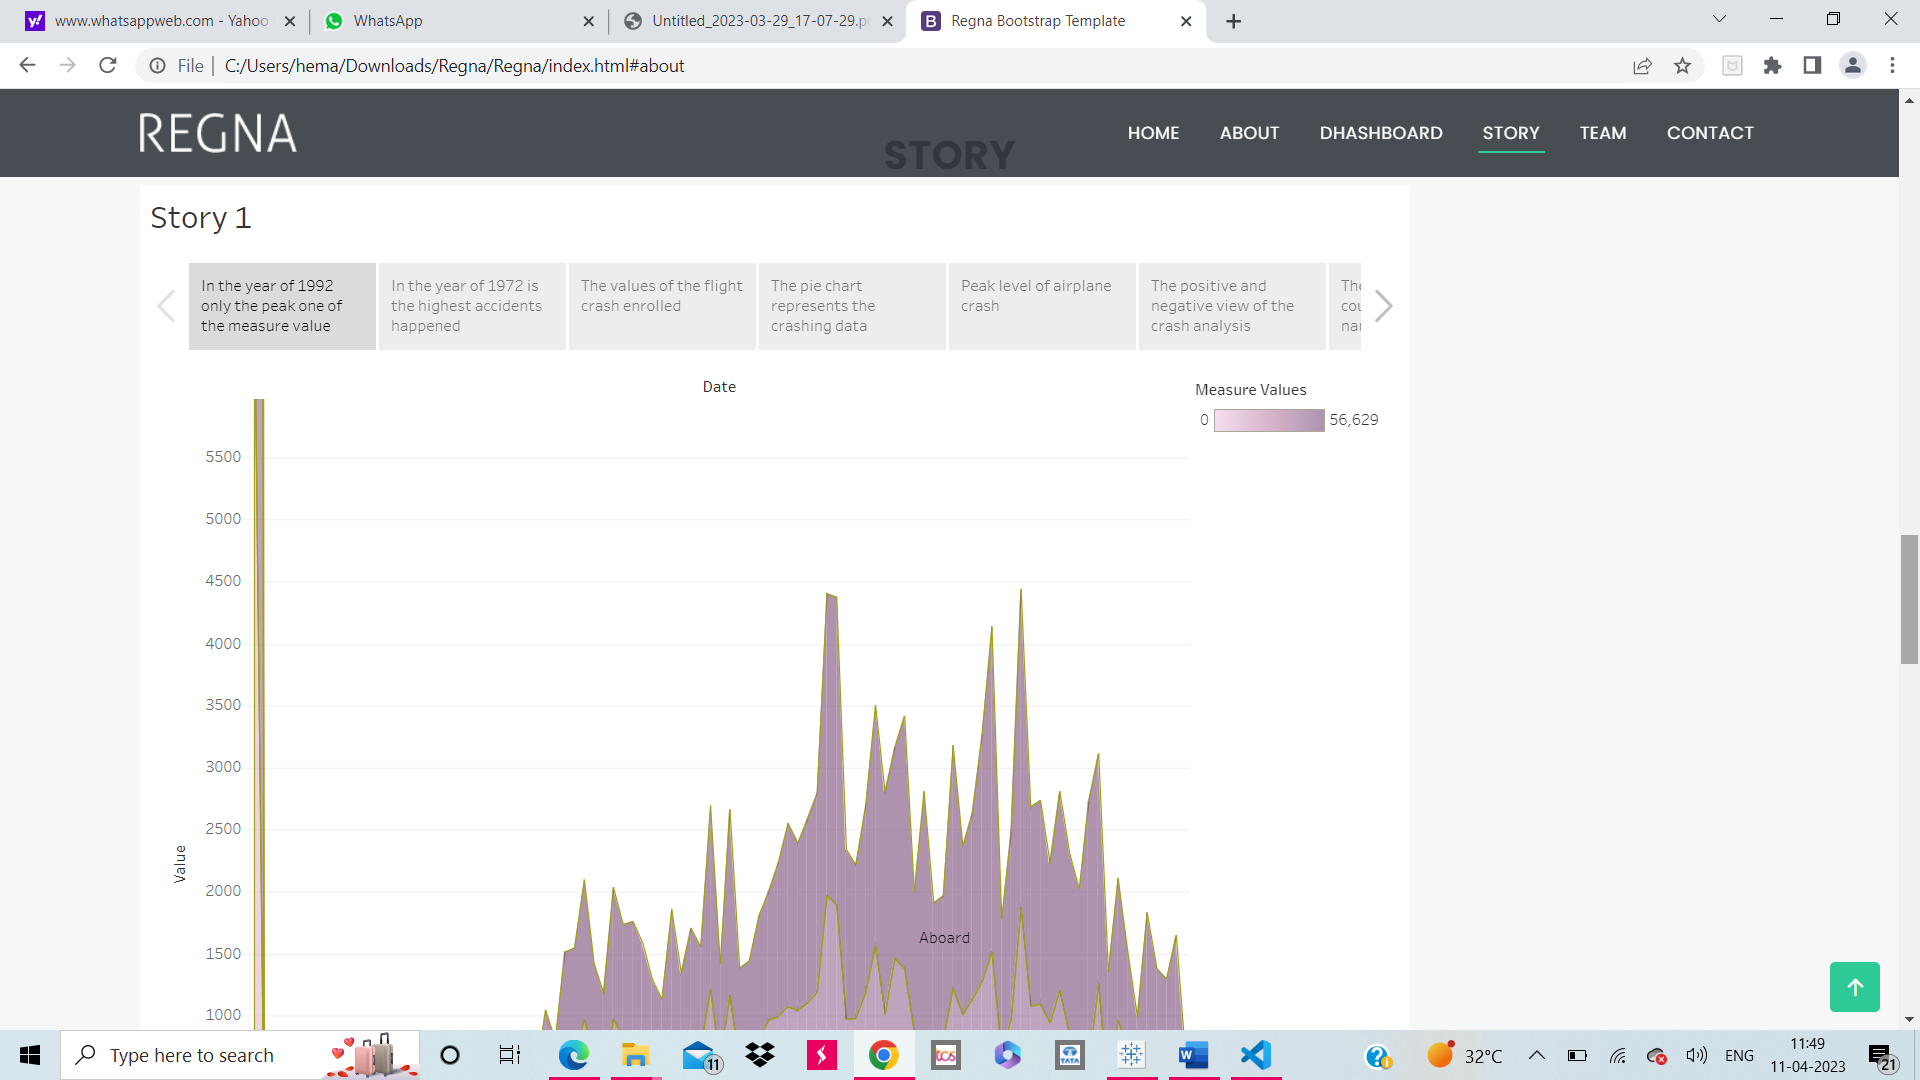 www.whatsappweb.com - Yahoo
WhatsApp
Untitled_2023-03-29_17-07-29.p
Regna Bootstrap Template
File
C:/Users/hema/Downloads/Regna/Regna/index.html#about
REGNA
STORY
HOME
ABOUT
DHASHBOARD
STORY
TEAM
CONTACT
Story 1
In the year of 1992
only the peak one of
the measure value
In the year of 1972 is
the highest accidents
happened
The values of the flight
crash enrolled
The pie chart
represents the
crashing data
Peak level of airplane
crash
The positive and
negative view of the
crash analysis
Date
Measure Values
0
56,629
5500
5000
4500
4000
3500
3000
2500
2000
1500
1000
Value
Aboard
Type here to search
11
tcs
TATA
32°C
ENG
11:49
11-04-2023
21